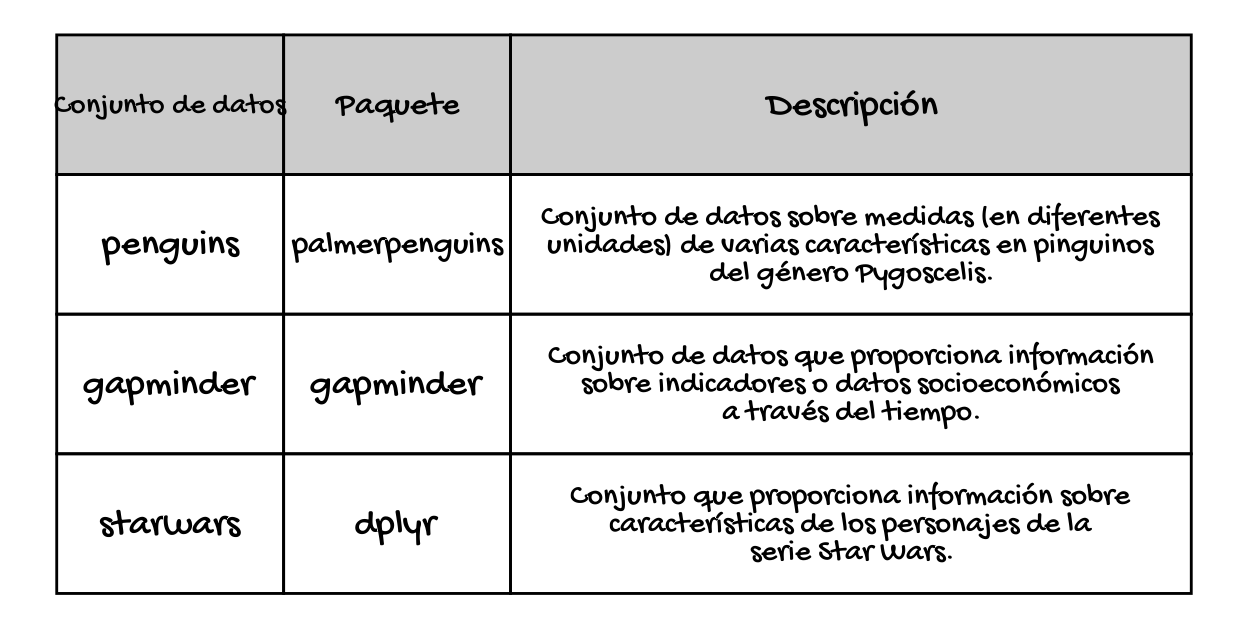 Conjunto de datos
Paquete
Descripción
penguins
palmerpenguins
Conjunto de datos sobre medidas (en diferentes
unidades) de varias características en pinguinos
del género Pygoscelis.
gapminder
gapminder
Conjunto de datos que proporciona información
sobre indicadores o datos socioeconómicos
a través del tiempo.
starwars
dplyr
Conjunto que proporciona información sobre
características de los personajes de la
serie Star Wars.